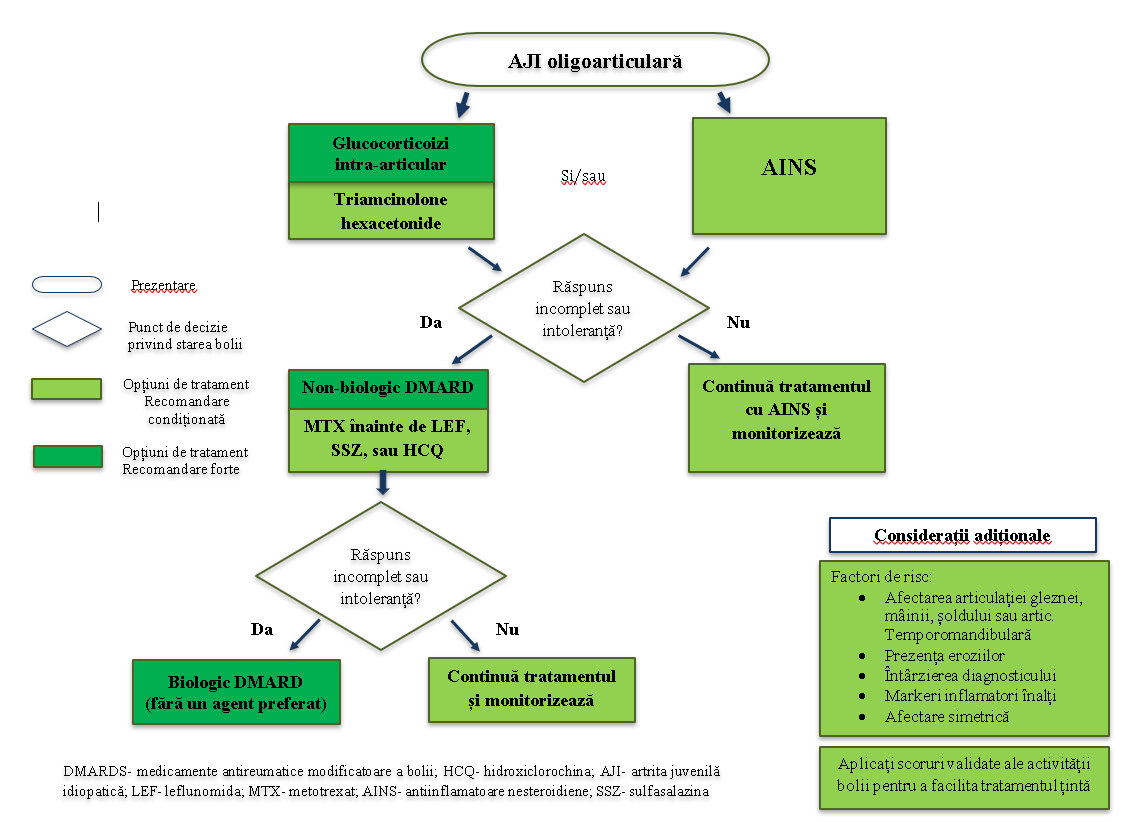 AJI oligoarticulară
Glucocorticoizi
intra-articular
Triamcinolone
hexacetonide
Si/sau
AINS
Răspuns
incomplet sau
intoleranță?
Da
Nu
Prezentare
Punct de decizie
privind starea bolii
Opțiuni de tratament
Recomandare
condiționată
Opțiuni de tratament
Recomandare forte
Non-biologic DMARD
MTX înainte de LEF,
SSZ, sau HCQ
Continuă tratamentul
cu AINS și
monitorizează
Răspuns
incomplet sau
intoleranță?
Da
Nu
Biologic DMARD
(fără un agent preferat)
Continuă tratamentul
și monitorizează
Considerații adiționale
Factori de risc:
• Afectarea articulației gleznei,
mâinii, șoldului sau artic.
Temporomandibulară
• Prezența eroziilor
• Întârzierea diagnosticului
• Markeri inflamatori înalți
• Afectare simetrică
Aplicați scoruri validate ale activității
bolii pentru a facilita tratamentul țintă
DMARDS- medicamente antireumatice modificatoare a bolii; HCQ- hidroxiclorochina; AJI- artrita juvenilă
idiopatică; LEF- leflunomida; MTX- metotrexat; AINS- antiinflamatoare nesteroidiene; SSZ- sulfasalazina